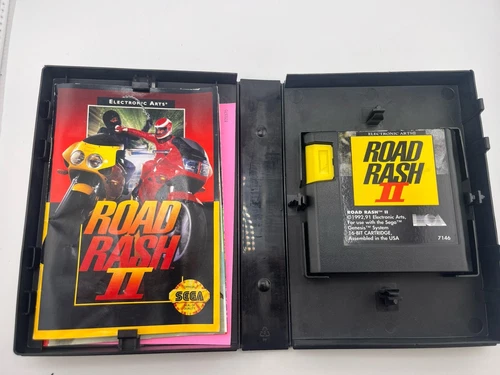 ELECTRONIC ARTS®
ROAD
RASH
II
SEGA
ELECTRONIC ARTS®
ROAD
RASH
II
ROAD RASH™ II
©1992,91 Electronic Arts,
For use with the Sega™
Genesis™ System
16-BIT CARTRIDGE,
Assembled in the USA
7146